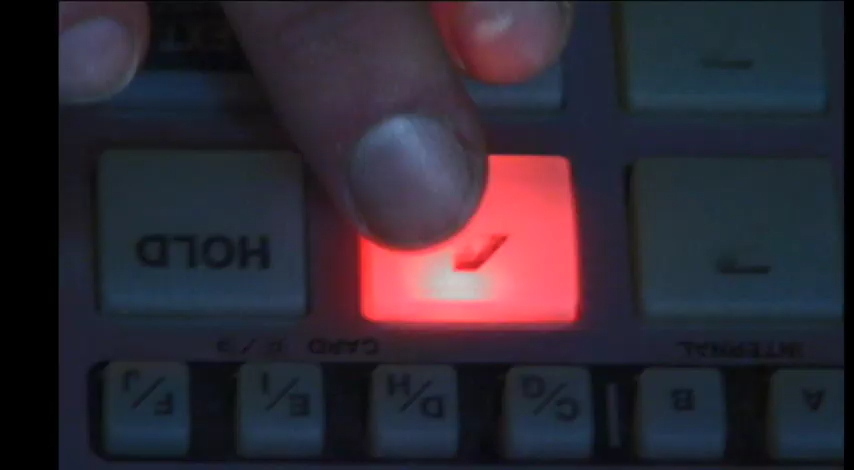 A B C/G D/H E/I F/J
INTERNAL CARD
HOLD